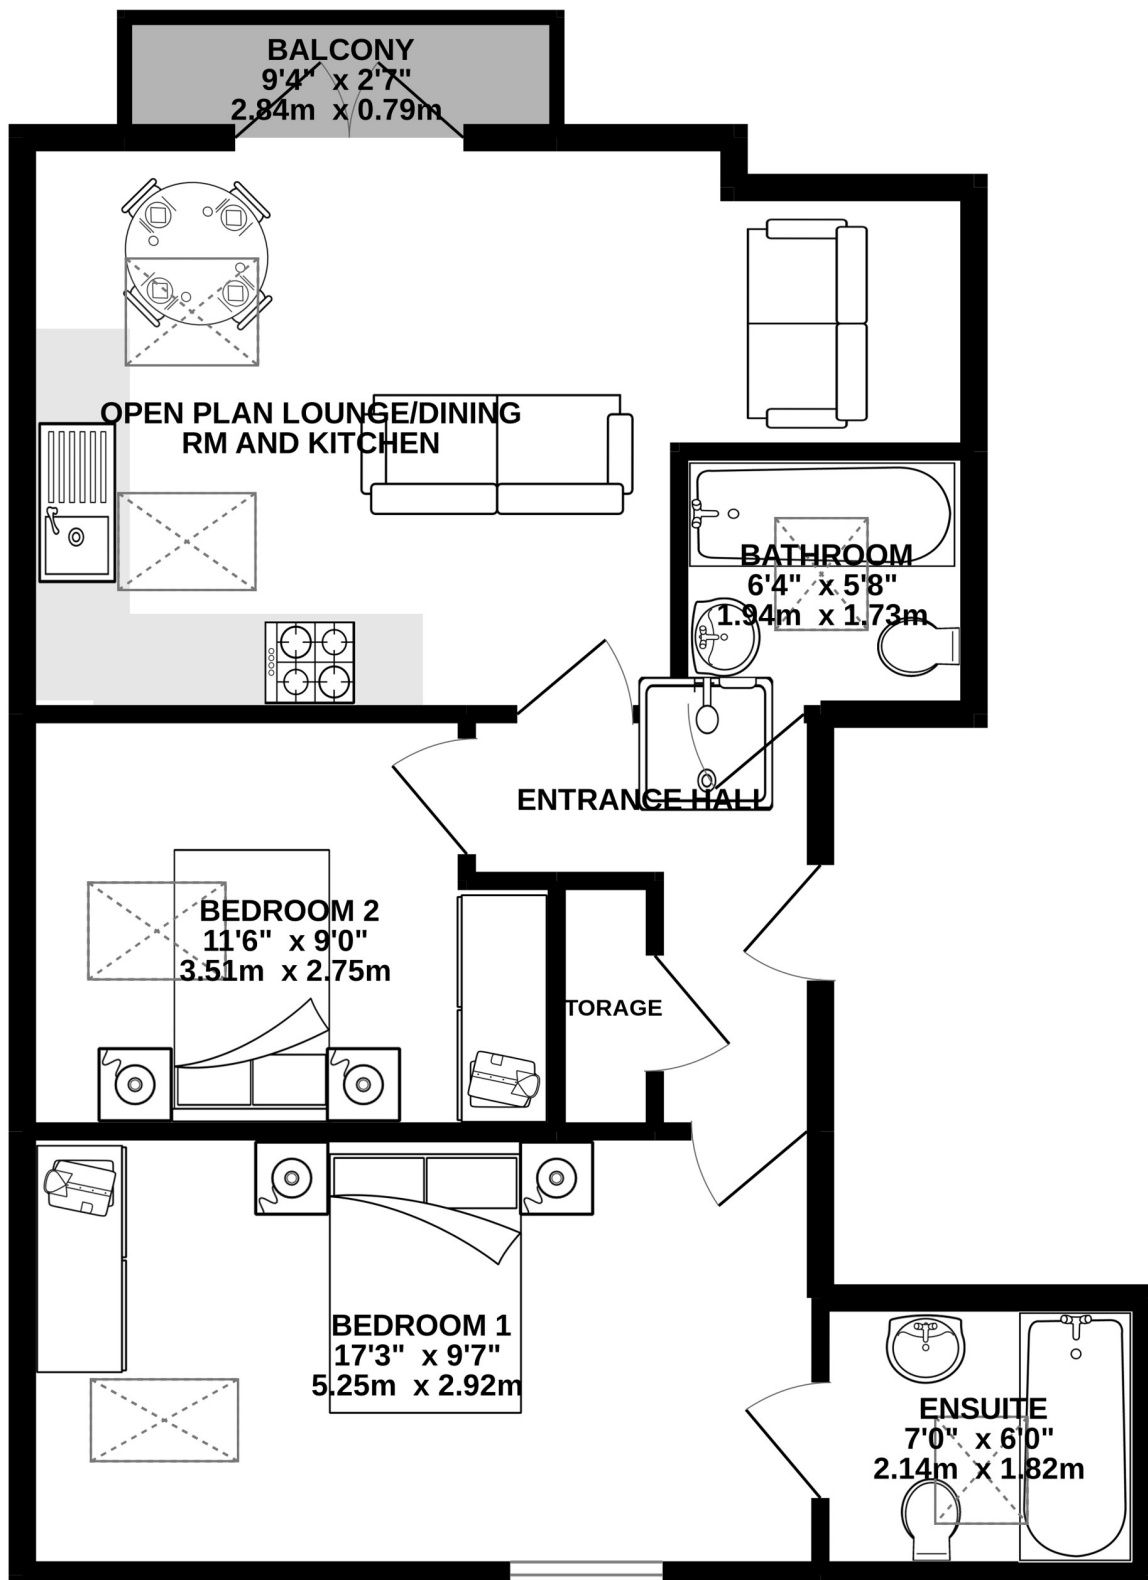 BALCONY
9'4" x 2'7"
2.84m x 0.79m
OPEN PLAN LOUNGE/DINING
RM AND KITCHEN
BATHROOM
6'4" x 5'8"
1.94m x 1.73m
ENTRANCE HALL
BEDROOM 2
11'6" x 9'0"
3.51m x 2.75m
TORAGE
BEDROOM 1
17'3" x 9'7"
5.25m x 2.92m
ENSUITE
7'0" x 6'0"
2.14m x 1.82m